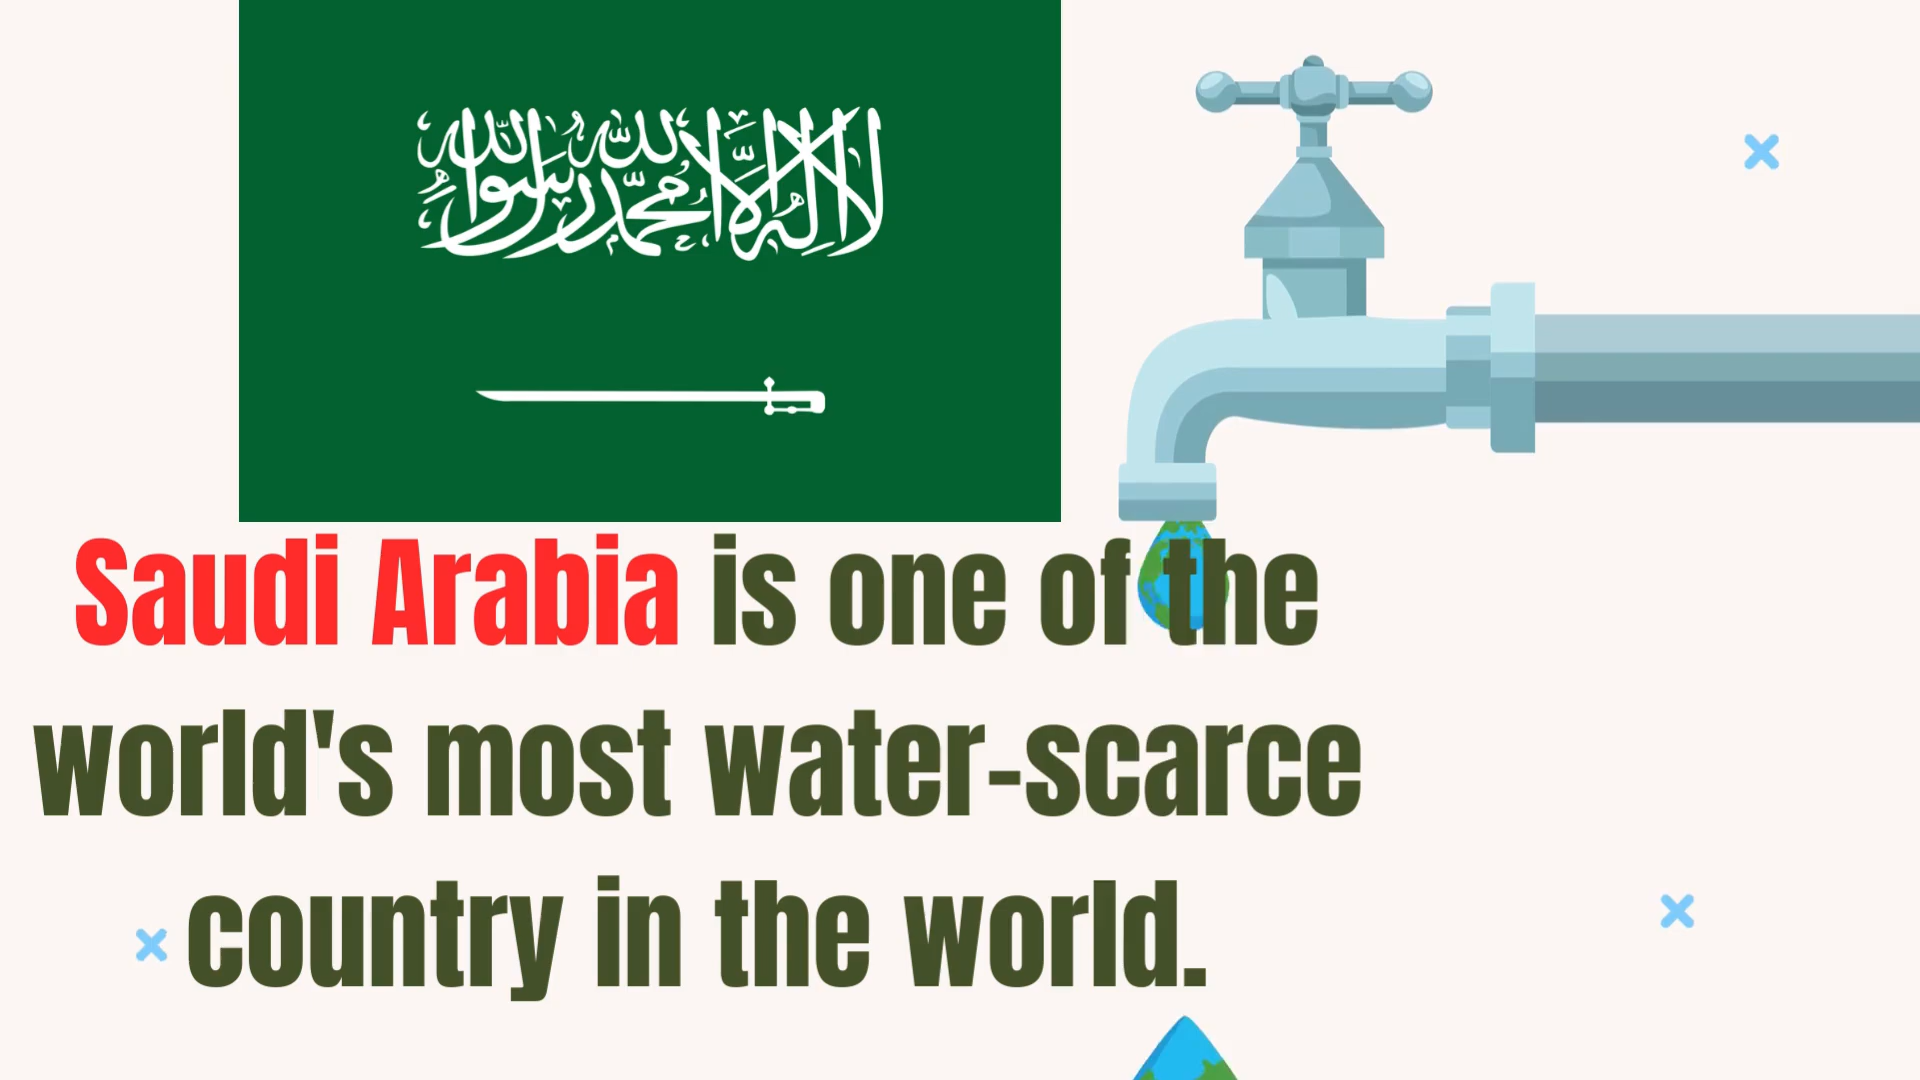 لا إله إلا الله محمد رسول الله
Saudi Arabia is one of the
world's most water-scarce
country in the world.